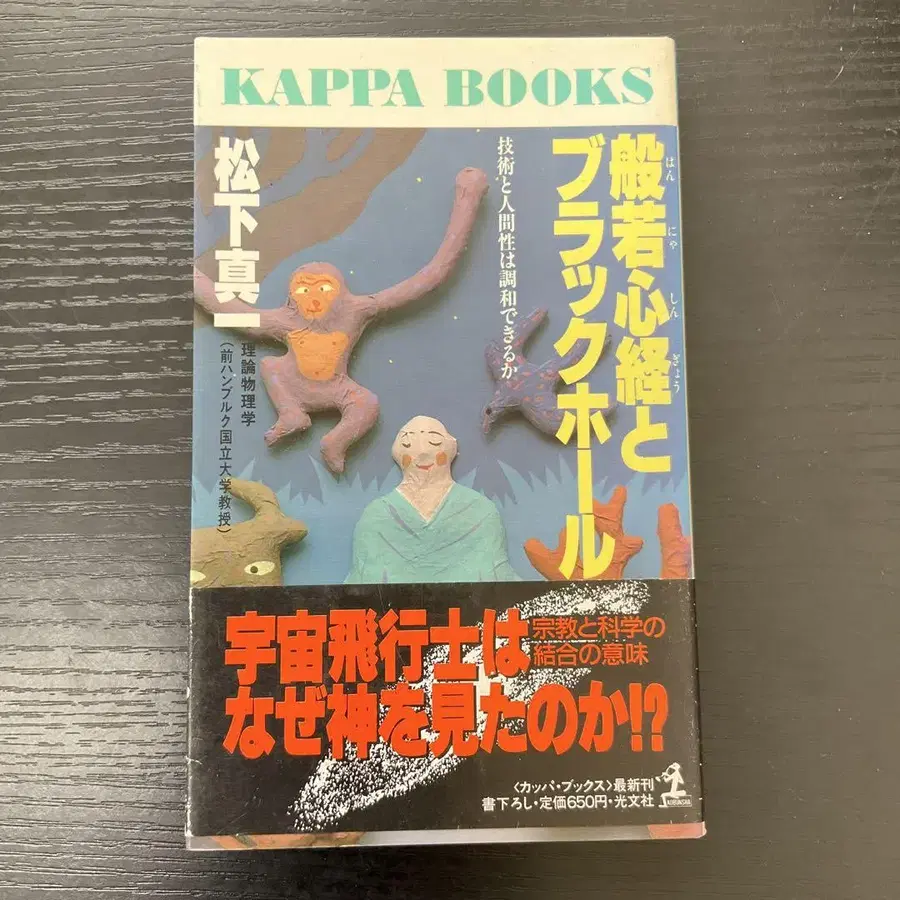 KAPPA BOOKS
般若心経と
はんにゃしんぎょう
ブラックホール
技術と人間性は調和できるか
松下真一
理論物理学
(前ハンブルク国立大学教授)
宇宙飛行士は
なぜ神を見たのか!?
宗教と科学の
結合の意味
〈カッパ・ブックス〉最新刊
書下ろし・定価650円・光文社
KOBUNSHA